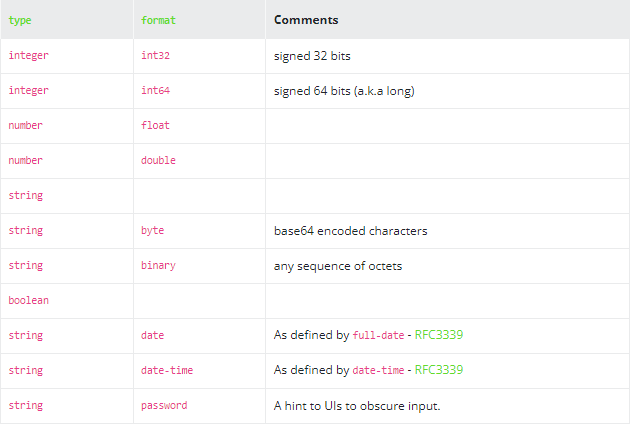 type format Comments
integer int32 signed 32 bits
integer int64 signed 64 bits (a.k.a long)
number float
number double
string
string byte base64 encoded characters
string binary any sequence of octets
boolean
string date As defined by full-date - RFC3339
string date-time As defined by date-time - RFC3339
string password A hint to UIs to obscure input.